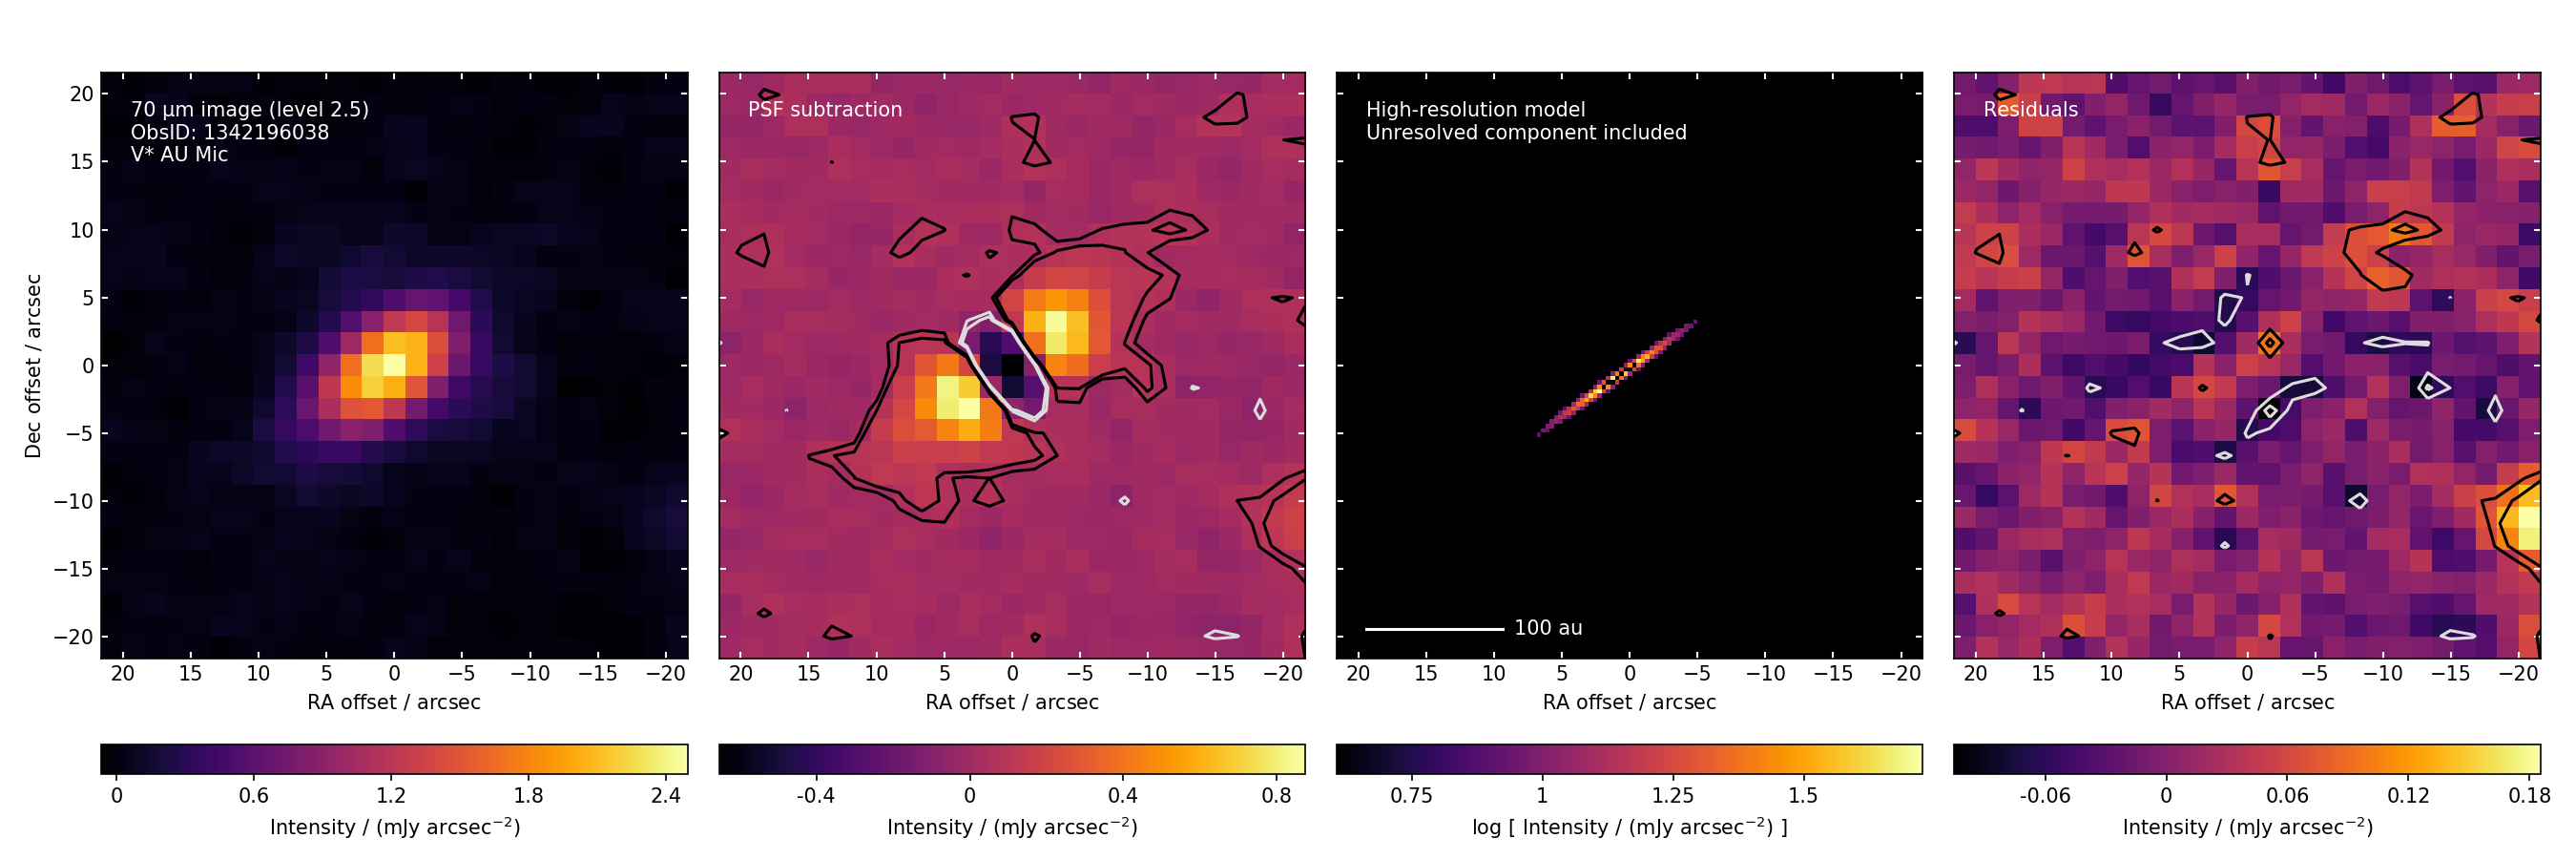 70 μm image (level 2.5)
ObsID: 1342196038
V* AU Mic
PSF subtraction
High-resolution model
Unresolved component included
Residuals
100 au
20
15
10
5
0
−5
−10
−15
−20
Dec offset / arcsec
20 15 10 5 0 −5 −10 −15 −20
20 15 10 5 0 −5 −10 −15 −20
20 15 10 5 0 −5 −10 −15 −20
20 15 10 5 0 −5 −10 −15 −20
RA offset / arcsec
RA offset / arcsec
RA offset / arcsec
RA offset / arcsec
0 0.6 1.2 1.8 2.4
-0.4 0 0.4 0.8
0.75 1 1.25 1.5
-0.06 0 0.06 0.12 0.18
Intensity / (mJy arcsec⁻²)
Intensity / (mJy arcsec⁻²)
log [ Intensity / (mJy arcsec⁻²) ]
Intensity / (mJy arcsec⁻²)